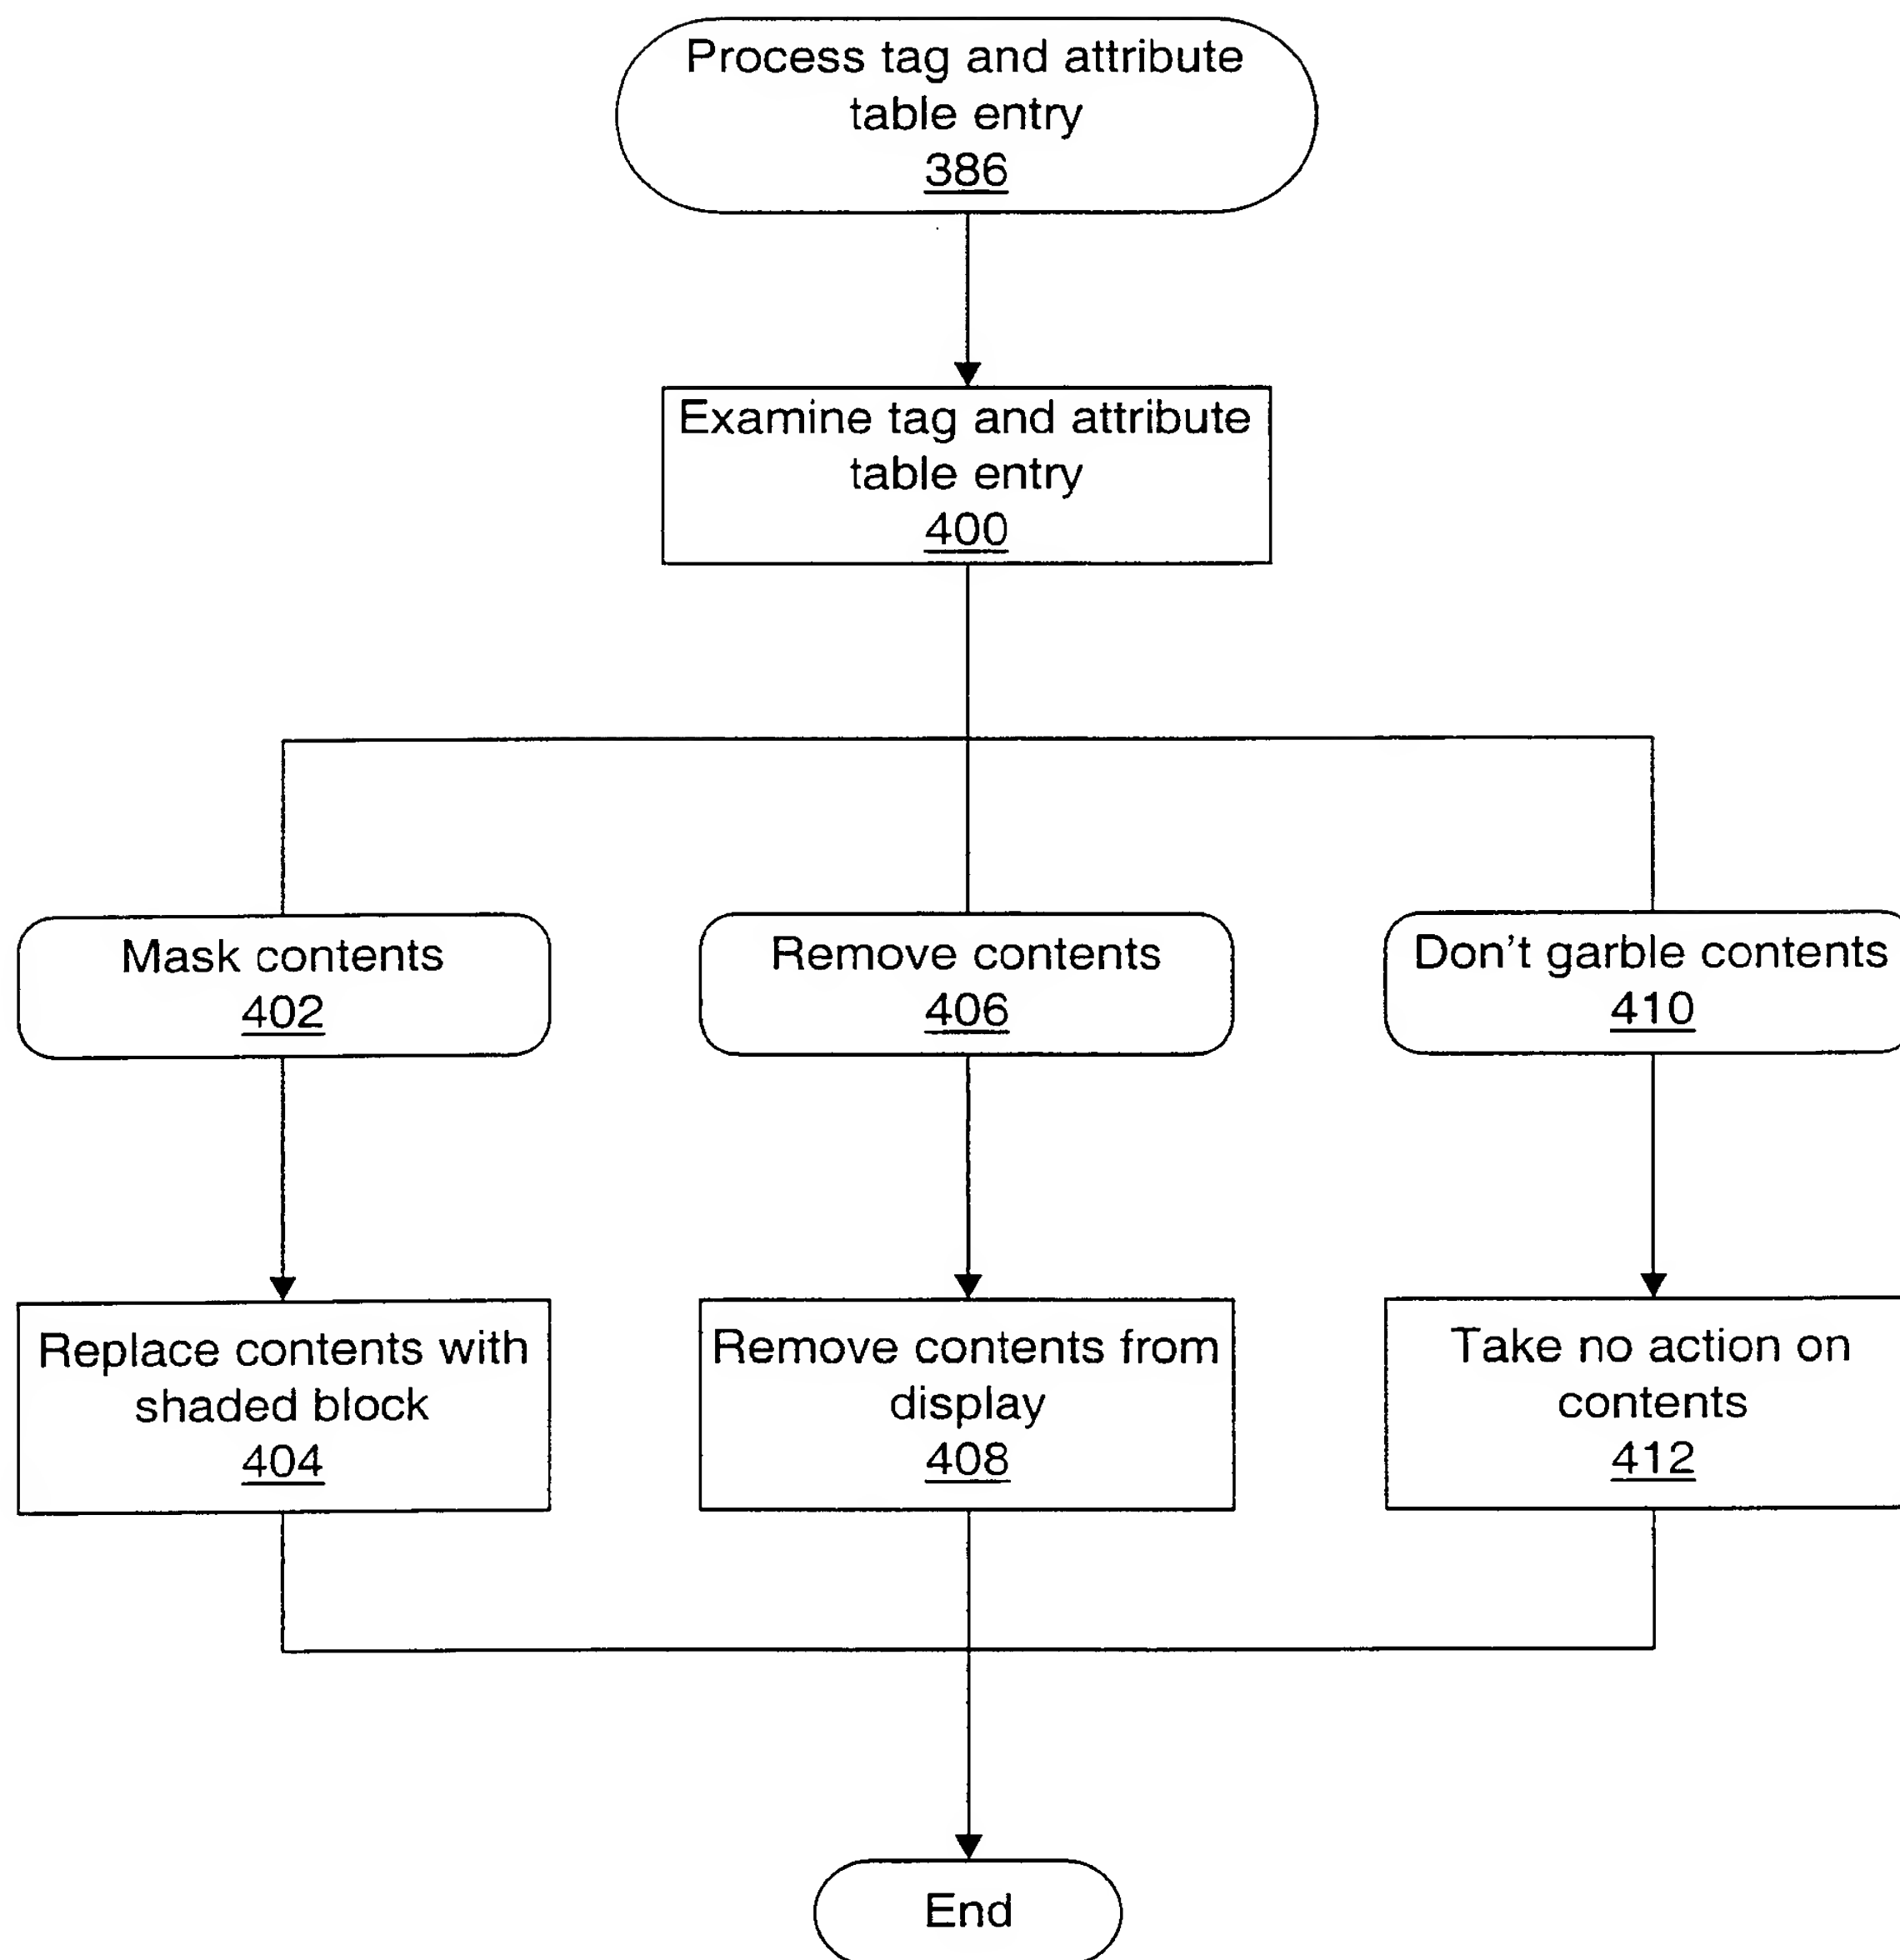 Process tag and attribute
table entry
386
Examine tag and attribute
table entry
400
Mask contents
402
Remove contents
406
Don't garble contents
410
Replace contents with
shaded block
404
Remove contents from
display
408
Take no action on
contents
412
End